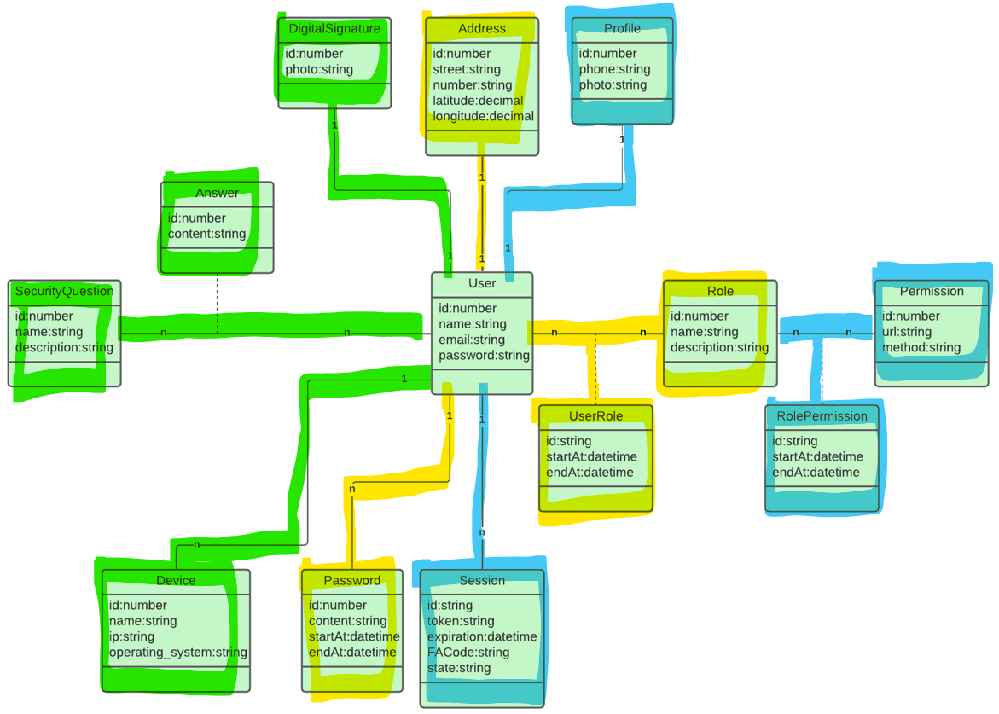 DigitalSignature
id:number
photo:string
Address
id:number
street:string
number:string
latitude:decimal
longitude:decimal
Profile
id:number
phone:string
photo:string
1
1
1
Answer
id:number
content:string
1
1
1
SecurityQuestion
id:number
name:string
description:string
n
n
User
id:number
name:string
email:string
password:string
n
n
Role
id:number
name:string
description:string
n
n
Permission
id:number
url:string
method:string
1
1
1
UserRole
id:string
startAt:datetime
endAt:datetime
RolePermission
id:string
startAt:datetime
endAt:datetime
n
n
n
Device
id:number
name:string
ip:string
operating_system:string
Password
id:number
content:string
startAt:datetime
endAt:datetime
Session
id:string
token:string
expiration:datetime
FACode:string
state:string